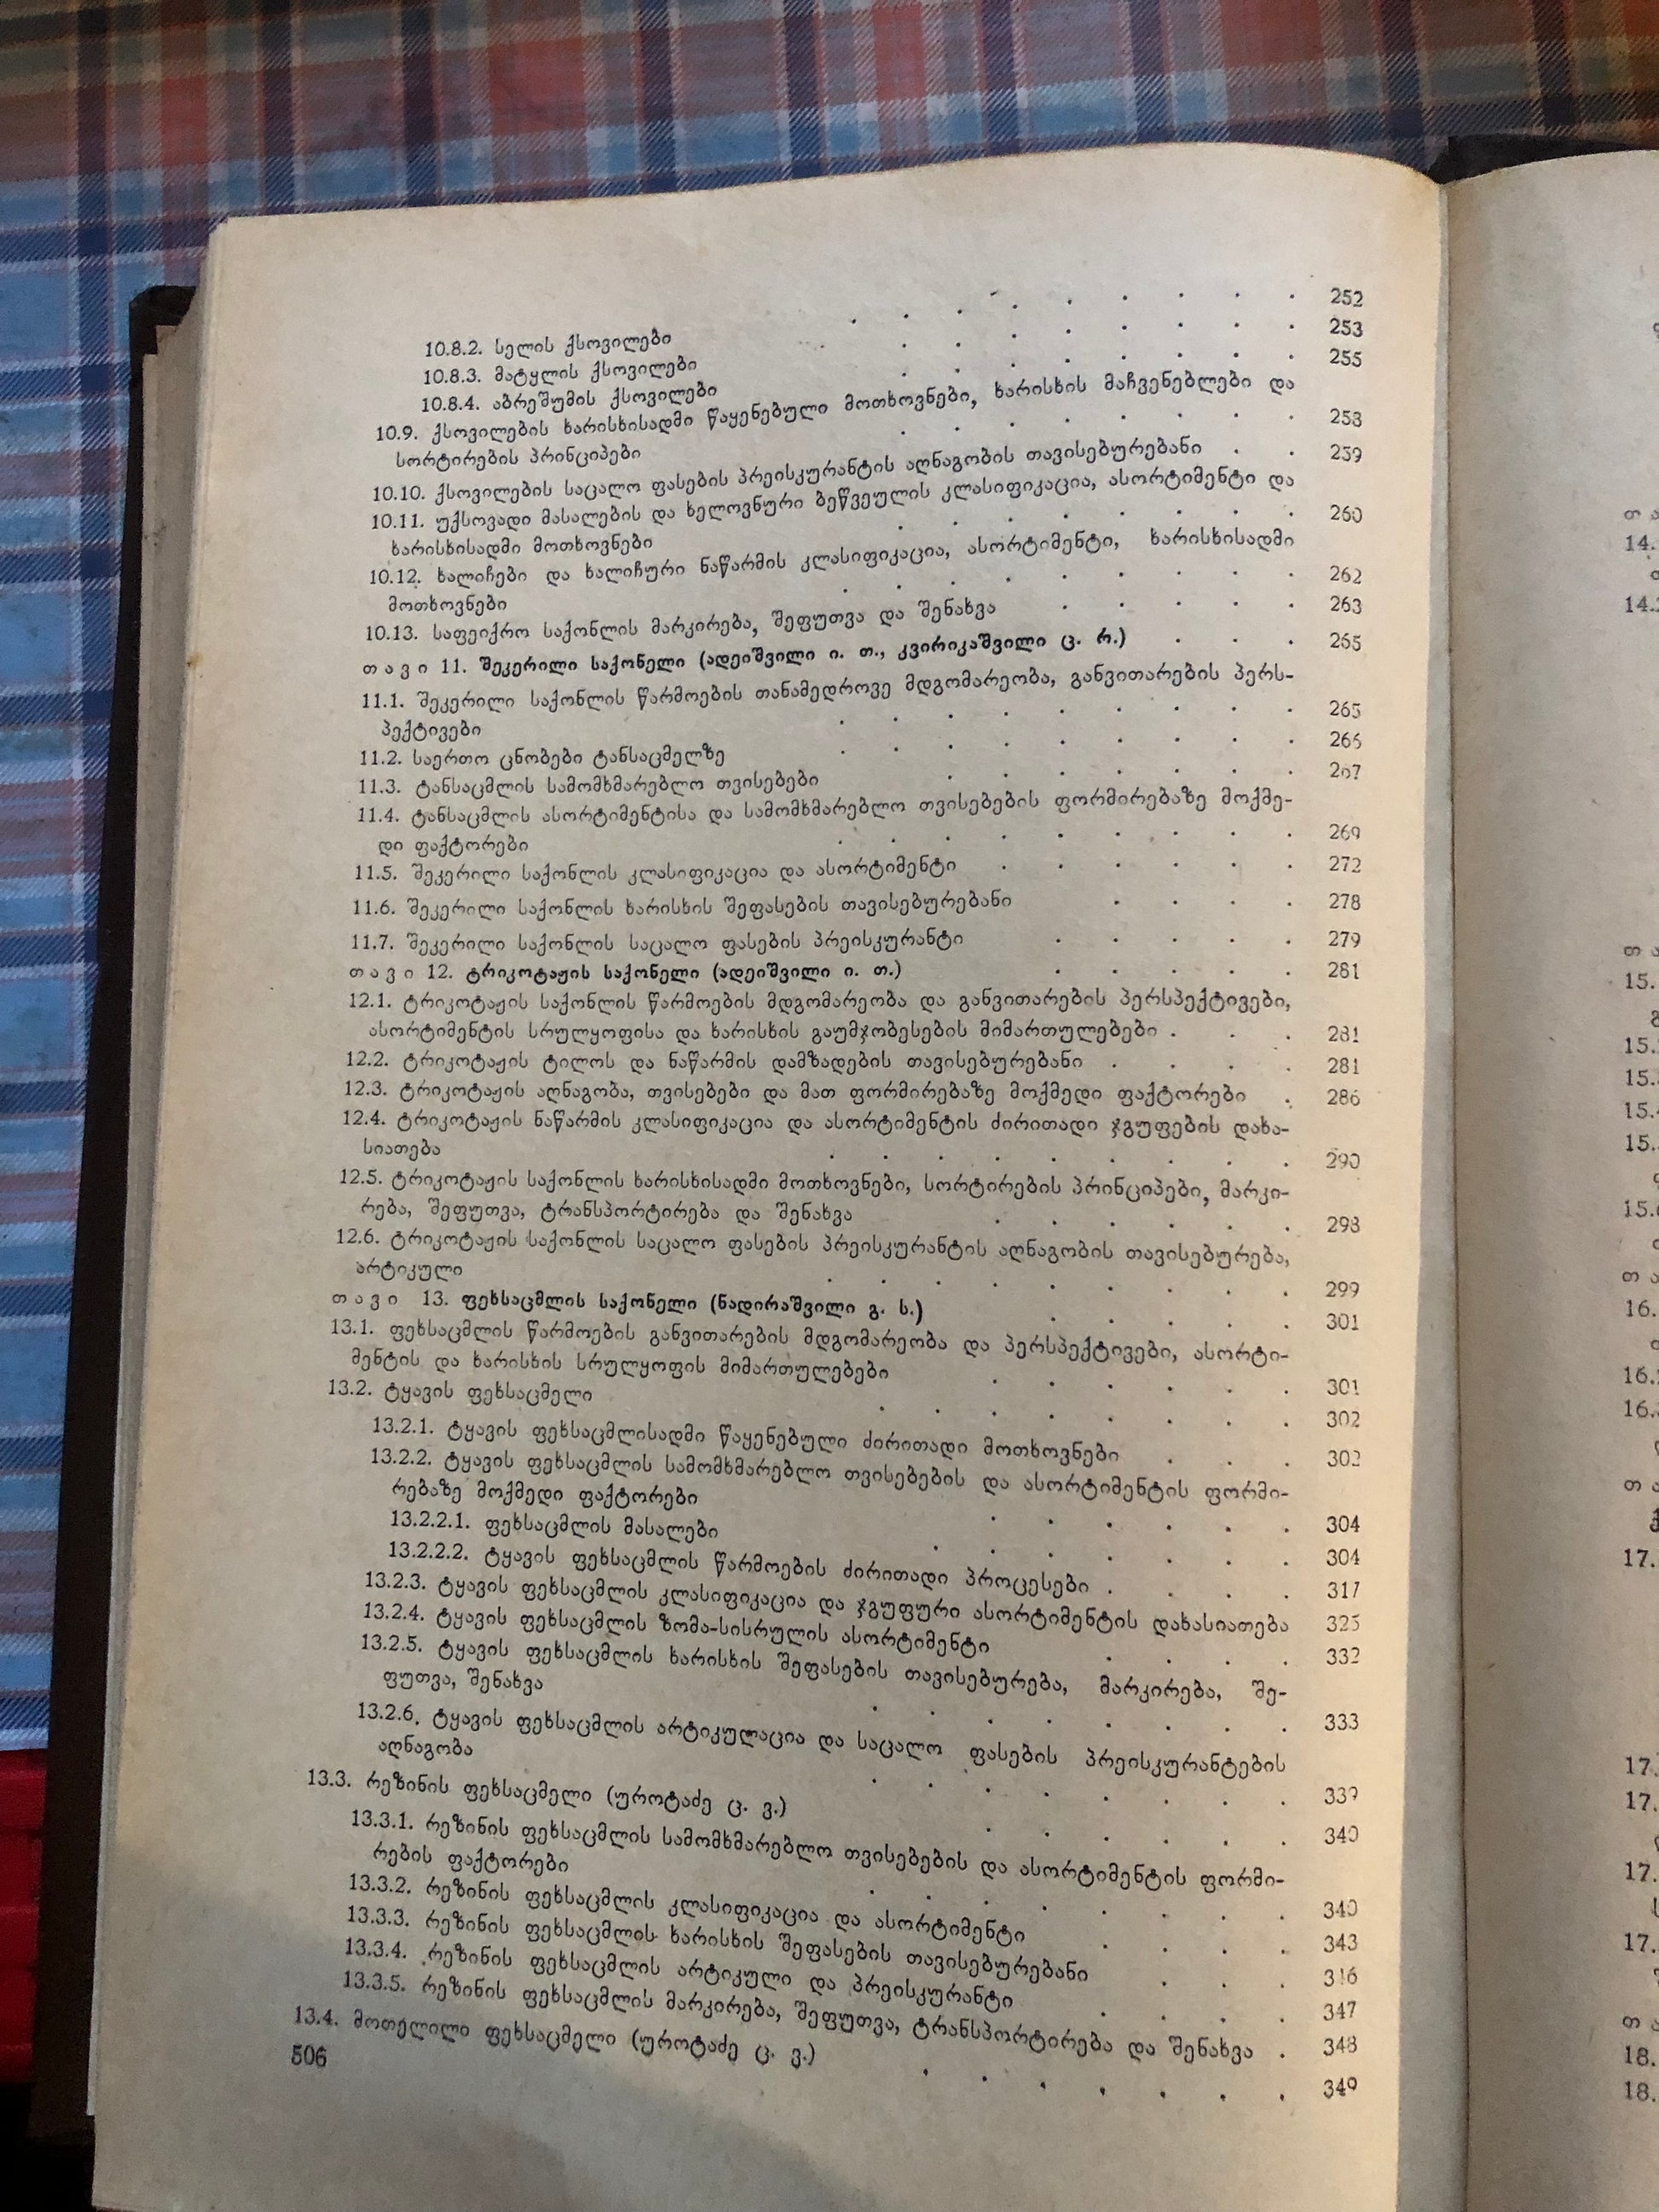 10.8.2. სელის ქსოვილები . . . . . . . 252
10.8.3. მატყლის ქსოვილები . . . . . . . 253
10.8.4. აბრეშუმის ქსოვილები . . . . . . . 255
10.9. ქსოვილების ხარისხისადმი წაყენებული მოთხოვნები, ხარისხის მაჩვენებლები და
სორტირების პრინციპები . . . . . . . 258
10.10. ქსოვილების საცალო ფასების პრეისკურანტის აღნაგობის თავისებურებანი . . 259
10.11. უქსოვადი მასალების და ხელოვნური ბეწვეულის კლასიფიკაცია, ასორტიმენტი და
ხარისხისადმი მოთხოვნები . . . . . . . 260
10.12. ხალიჩები და ხალიჩური ნაწარმის კლასიფიკაცია, ასორტიმენტი, ხარისხისადმი
მოთხოვნები . . . . . . . . 262
10.13. საფეიქრო საქონლის მარკირება, შეფუთვა და შენახვა . . . . . 263
თავი 11. შეკერილი საქონელი (ადეიშვილი ი. თ., კვირიკაშვილი ც. რ.) . . . 265
11.1. შეკერილი საქონლის წარმოების თანამედროვე მდგომარეობა, განვითარების პერს-
პექტივები . . . . . . . . 265
11.2. საერთო ცნობები ტანსაცმელზე . . . . . . . . 266
11.3. ტანსაცმლის სამომხმარებლო თვისებები . . . . . . . 267
11.4. ტანსაცმლის ასორტიმენტისა და სამომხმარებლო თვისებების ფორმირებაზე მოქმე-
დი ფაქტორები . . . . . . . . 269
11.5. შეკერილი საქონლის კლასიფიკაცია და ასორტიმენტი . . . . . . 272
11.6. შეკერილი საქონლის ხარისხის შეფასების თავისებურებანი . . . . 278
11.7. შეკერილი საქონლის საცალო ფასების პრეისკურანტი . . . . . 279
თავი 12. ტრიკოტაჟის საქონელი (ადეიშვილი ი. თ.) . . . . . 281
12.1. ტრიკოტაჟის საქონლის წარმოების მდგომარეობა და განვითარების პერსპექტივები,
ასორტიმენტის სრულყოფისა და ხარისხის გაუმჯობესების მიმართულებები . . . 281
12.2. ტრიკოტაჟის ტილოს და ნაწარმის დამზადების თავისებურებანი . . . . 281
12.3. ტრიკოტაჟის აღნაგობა, თვისებები და მათ ფორმირებაზე მოქმედი ფაქტორები . 286
12.4. ტრიკოტაჟის ნაწარმის კლასიფიკაცია და ასორტიმენტის ძირითადი ჯგუფების დახა-
სიათება . . . . . . . . 290
12.5. ტრიკოტაჟის საქონლის ხარისხისადმი მოთხოვნები, სორტირების პრინციპები, მარკი-
რება, შეფუთვა, ტრანსპორტირება და შენახვა . . . . . . 298
12.6. ტრიკოტაჟის საქონლის საცალო ფასების პრეისკურანტის აღნაგობის თავისებურება,
არტიკული . . . . . . . . 299
თავი 13. ფეხსაცმლის საქონელი (ნადირაშვილი გ. ს.) . . . . . 301
13.1. ფეხსაცმლის წარმოების განვითარების მდგომარეობა და პერსპექტივები, ასორტი-
მენტის და ხარისხის სრულყოფის მიმართულებები . . . . . . 301
13.2. ტყავის ფეხსაცმელი . . . . . . . . 302
13.2.1. ტყავის ფეხსაცმლისადმი წაყენებული ძირითადი მოთხოვნები . . . 302
13.2.2. ტყავის ფეხსაცმლის სამომხმარებლო თვისებების და ასორტიმენტის ფორმი-
რებაზე მოქმედი ფაქტორები . . . . . . 304
13.2.2.1. ფეხსაცმლის მასალები . . . . . . . 304
13.2.2.2. ტყავის ფეხსაცმლის წარმოების ძირითადი პროცესები . . . . 317
13.2.3. ტყავის ფეხსაცმლის კლასიფიკაცია და ჯგუფური ასორტიმენტის დახასიათება 325
13.2.4. ტყავის ფეხსაცმლის ზომა-სისრულის ასორტიმენტი . . . . 332
13.2.5. ტყავის ფეხსაცმლის ხარისხის შეფასების თავისებურება, მარკირება, შე-
ფუთვა, შენახვა . . . . . . . . 333
13.2.6. ტყავის ფეხსაცმლის არტიკულაცია და საცალო ფასების პრეისკურანტების
აღნაგობა . . . . . . . . 339
13.3. რეზინის ფეხსაცმელი (უროტაძე ც. ვ.) . . . . . . 340
13.3.1. რეზინის ფეხსაცმლის სამომხმარებლო თვისებების და ასორტიმენტის ფორმი-
რების ფაქტორები . . . . . . . . 340
13.3.2. რეზინის ფეხსაცმლის კლასიფიკაცია და ასორტიმენტი . . . . 343
13.3.3. რეზინის ფეხსაცმლის ხარისხის შეფასების თავისებურებანი . . . 346
13.3.4. რეზინის ფეხსაცმლის არტიკული და პრეისკურანტი . . . . 347
13.3.5. რეზინის ფეხსაცმლის მარკირება, შეფუთვა, ტრანსპორტირება და შენახვა . 348
13.4. მოთელილი ფეხსაცმელი (უროტაძე ც. ვ.) . . . . . . . 349
506